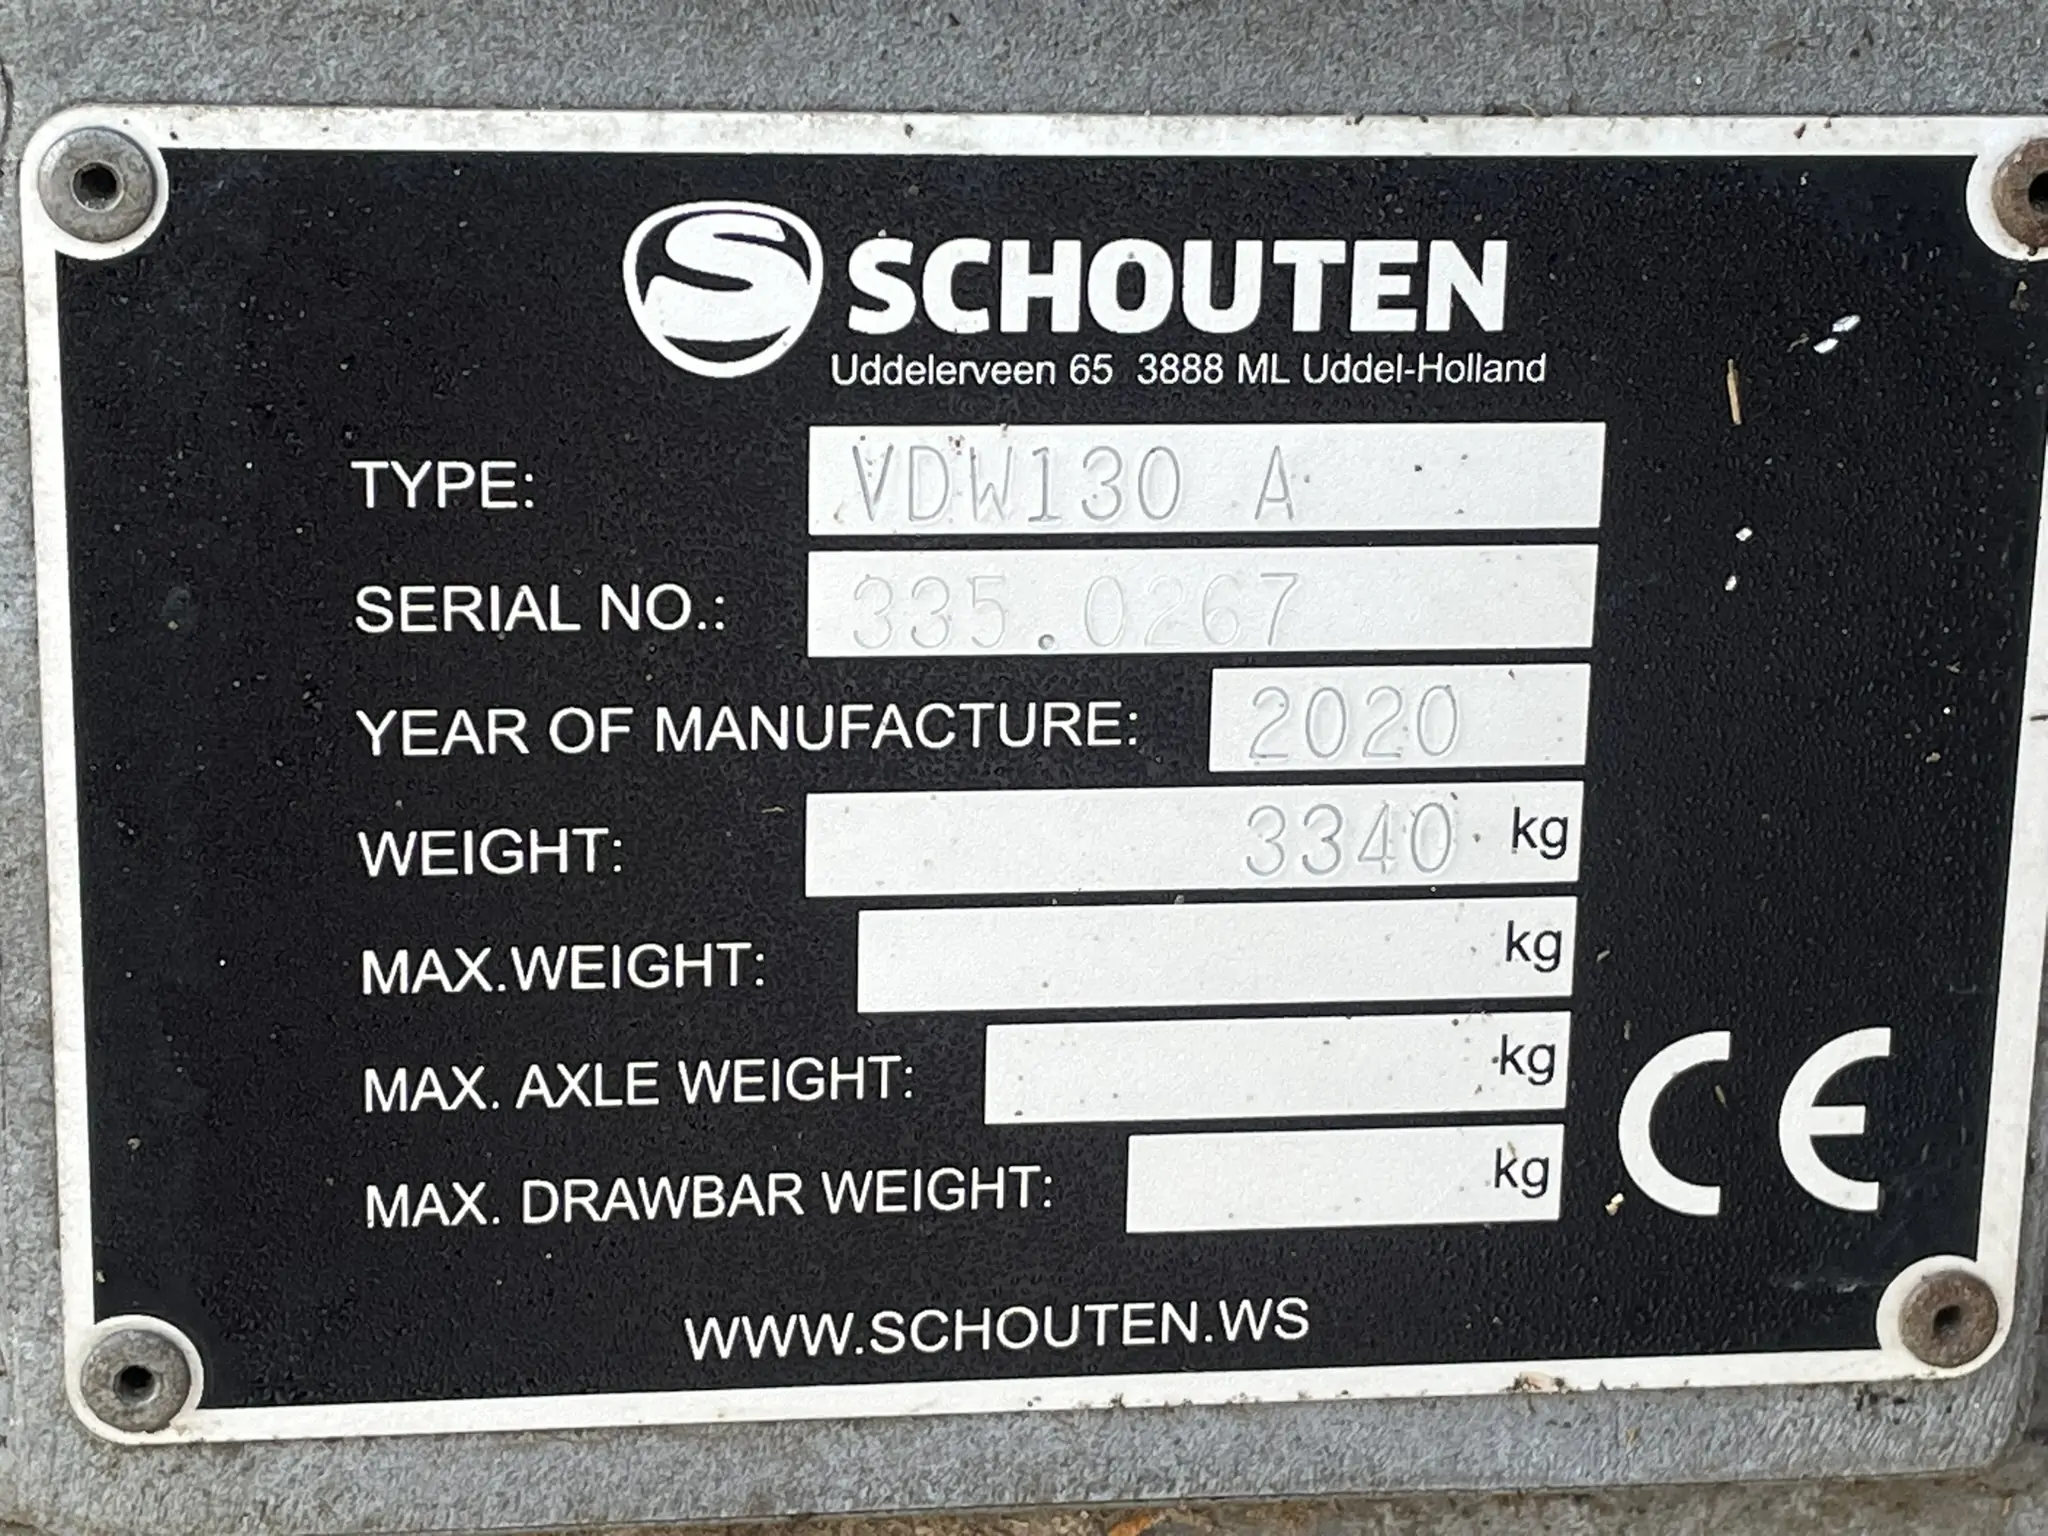 SCHOUTEN
Uddelerveen 65 3888 ML Uddel-Holland
TYPE: VDW130 A
SERIAL NO.: 335.0267
YEAR OF MANUFACTURE: 2020
WEIGHT: 3340 kg
MAX.WEIGHT: kg
MAX. AXLE WEIGHT: kg
MAX. DRAWBAR WEIGHT: kg
CE
WWW.SCHOUTEN.WS